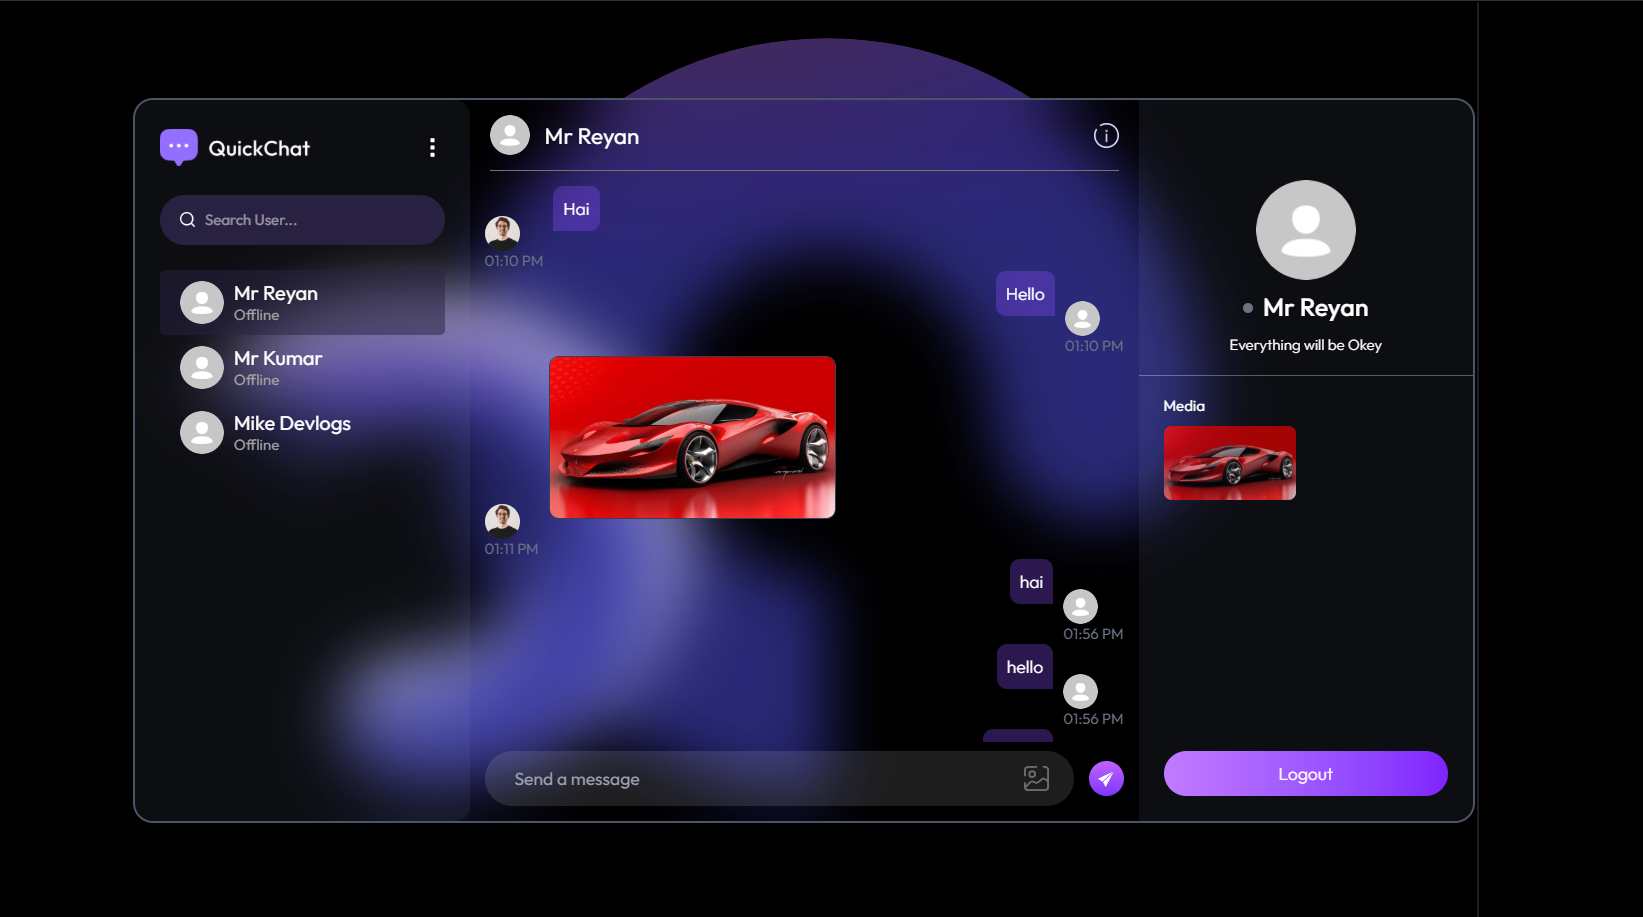 QuickChat
Search User...
Mr Reyan
Offline
Mr Kumar
Offline
Mike Devlogs
Offline
Mr Reyan
Hai
01:10 PM
Hello
01:10 PM
01:11 PM
hai
01:56 PM
hello
01:56 PM
Send a message
Mr Reyan
Everything will be Okey
Media
Logout